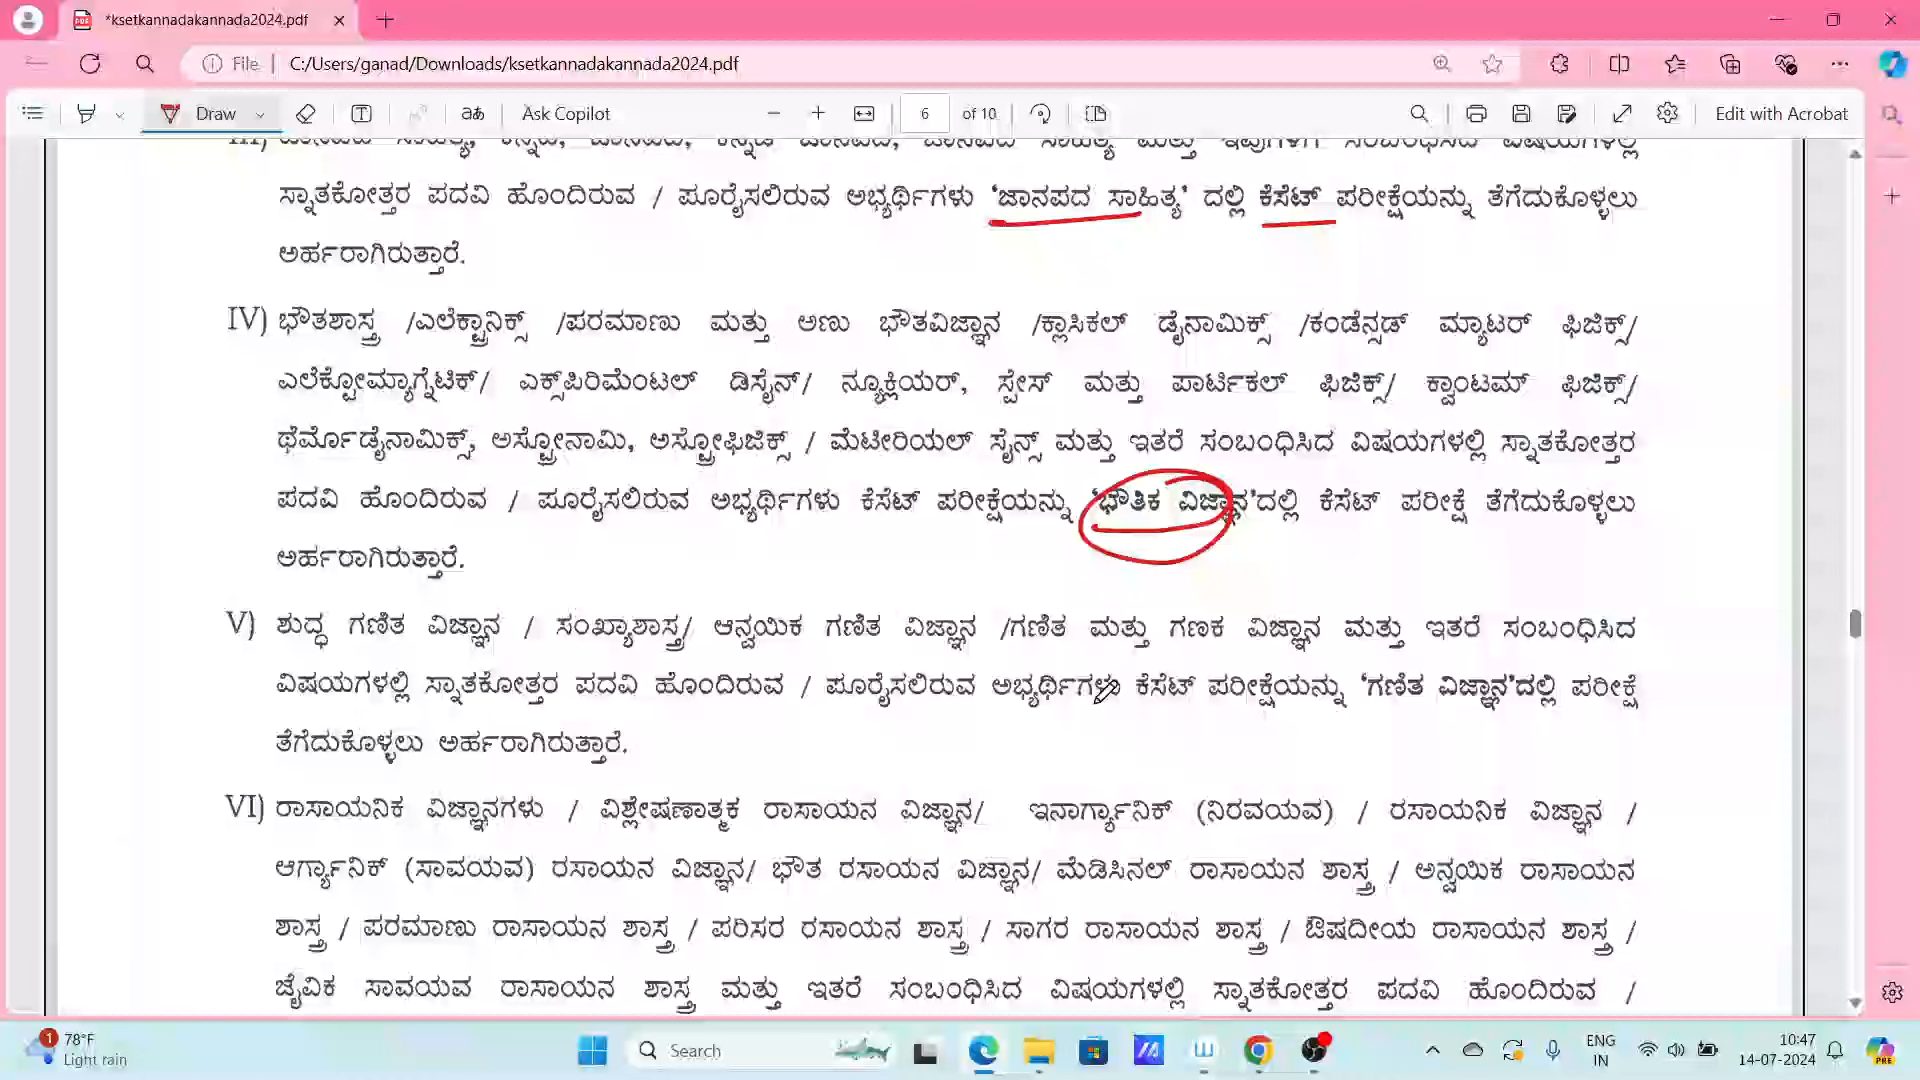 *ksetkannadakannada2024.pdf
File C:/Users/ganad/Downloads/ksetkannadakannada2024.pdf
Draw aあ Ask Copilot 6 of 10 Edit with Acrobat
ಸ್ನಾತಕೋತ್ತರ ಪದವಿ ಹೊಂದಿರುವ / ಪೂರೈಸಲಿರುವ ಅಭ್ಯರ್ಥಿಗಳು 'ಜಾನಪದ ಸಾಹಿತ್ಯ' ದಲ್ಲಿ ಕೆಸೆಟ್ ಪರೀಕ್ಷೆಯನ್ನು ತೆಗೆದುಕೊಳ್ಳಲು
ಅರ್ಹರಾಗಿರುತ್ತಾರೆ.
IV) ಭೌತಶಾಸ್ತ್ರ /ಎಲೆಕ್ಟ್ರಾನಿಕ್ಸ್ /ಪರಮಾಣು ಮತ್ತು ಅಣು ಭೌತವಿಜ್ಞಾನ /ಕ್ಲಾಸಿಕಲ್ ಡೈನಾಮಿಕ್ಸ್ /ಕಂಡೆನ್ಸಡ್ ಮ್ಯಾಟರ್ ಫಿಜಿಕ್ಸ್/
ಎಲೆಕ್ಟೋಮ್ಯಾಗ್ನೆಟಿಕ್/ ಎಕ್ಸ್‌ಪಿರಿಮೆಂಟಲ್ ಡಿಸೈನ್/ ನ್ಯೂಕ್ಲಿಯರ್, ಸ್ಪೇಸ್ ಮತ್ತು ಪಾರ್ಟಿಕಲ್ ಫಿಜಿಕ್ಸ್/ ಕ್ವಾಂಟಮ್ ಫಿಜಿಕ್ಸ್/
ಥೆರ್ಮೊಡೈನಾಮಿಕ್ಸ್, ಅಸ್ಟ್ರೋನಾಮಿ, ಅಸ್ಟ್ರೋಫಿಜಿಕ್ಸ್ / ಮೆಟೀರಿಯಲ್ ಸೈನ್ಸ್ ಮತ್ತು ಇತರೆ ಸಂಬಂಧಿಸಿದ ವಿಷಯಗಳಲ್ಲಿ ಸ್ನಾತಕೋತ್ತರ
ಪದವಿ ಹೊಂದಿರುವ / ಪೂರೈಸಲಿರುವ ಅಭ್ಯರ್ಥಿಗಳು ಕೆಸೆಟ್ ಪರೀಕ್ಷೆಯನ್ನು 'ಭೌತಿಕ ವಿಜ್ಞಾನ'ದಲ್ಲಿ ಕೆಸೆಟ್ ಪರೀಕ್ಷೆ ತೆಗೆದುಕೊಳ್ಳಲು
ಅರ್ಹರಾಗಿರುತ್ತಾರೆ.
V) ಶುದ್ಧ ಗಣಿತ ವಿಜ್ಞಾನ / ಸಂಖ್ಯಾಶಾಸ್ತ್ರ/ ಆನ್ವಯಿಕ ಗಣಿತ ವಿಜ್ಞಾನ /ಗಣಿತ ಮತ್ತು ಗಣಕ ವಿಜ್ಞಾನ ಮತ್ತು ಇತರೆ ಸಂಬಂಧಿಸಿದ
ವಿಷಯಗಳಲ್ಲಿ ಸ್ನಾತಕೋತ್ತರ ಪದವಿ ಹೊಂದಿರುವ / ಪೂರೈಸಲಿರುವ ಅಭ್ಯರ್ಥಿಗಳು ಕೆಸೆಟ್ ಪರೀಕ್ಷೆಯನ್ನು 'ಗಣಿತ ವಿಜ್ಞಾನ'ದಲ್ಲಿ ಪರೀಕ್ಷೆ
ತೆಗೆದುಕೊಳ್ಳಲು ಅರ್ಹರಾಗಿರುತ್ತಾರೆ.
VI) ರಾಸಾಯನಿಕ ವಿಜ್ಞಾನಗಳು / ವಿಶ್ಲೇಷಣಾತ್ಮಕ ರಾಸಾಯನ ವಿಜ್ಞಾನ/ ಇನಾರ್ಗ್ಯಾನಿಕ್ (ನಿರವಯವ) / ರಸಾಯನಿಕ ವಿಜ್ಞಾನ /
ಆರ್ಗ್ಯಾನಿಕ್ (ಸಾವಯವ) ರಸಾಯನ ವಿಜ್ಞಾನ/ ಭೌತ ರಸಾಯನ ವಿಜ್ಞಾನ/ ಮೆಡಿಸಿನಲ್ ರಾಸಾಯನ ಶಾಸ್ತ್ರ / ಅನ್ವಯಿಕ ರಾಸಾಯನ
ಶಾಸ್ತ್ರ / ಪರಮಾಣು ರಾಸಾಯನ ಶಾಸ್ತ್ರ / ಪರಿಸರ ರಸಾಯನ ಶಾಸ್ತ್ರ / ಸಾಗರ ರಾಸಾಯನ ಶಾಸ್ತ್ರ / ಔಷದೀಯ ರಾಸಾಯನ ಶಾಸ್ತ್ರ /
ಜೈವಿಕ ಸಾವಯವ ರಾಸಾಯನ ಶಾಸ್ತ್ರ ಮತ್ತು ಇತರೆ ಸಂಬಂಧಿಸಿದ ವಿಷಯಗಳಲ್ಲಿ ಸ್ನಾತಕೋತ್ತರ ಪದವಿ ಹೊಂದಿರುವ /
1 78°F
Light rain
Search
ENG
IN
10:47
14-07-2024
PRE